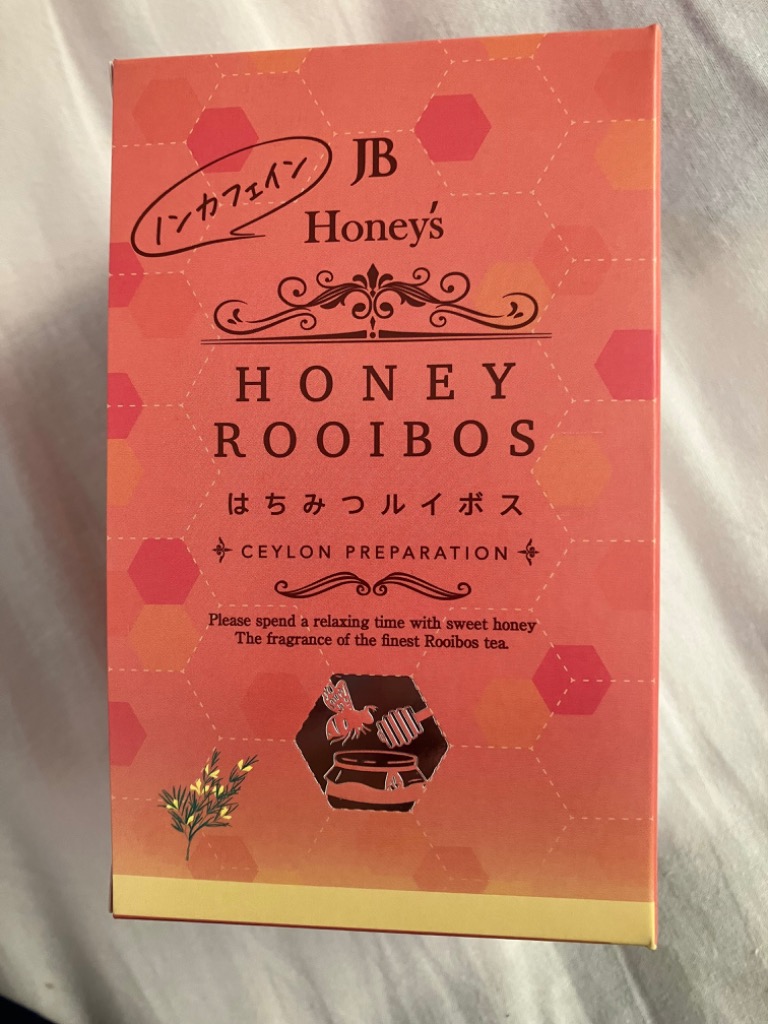 ノンカフェイン
JB
Honey's
HONEY
ROOIBOS
はちみつルイボス
CEYLON PREPARATION
Please spend a relaxing time with sweet honey
The fragrance of the finest Rooibos tea.